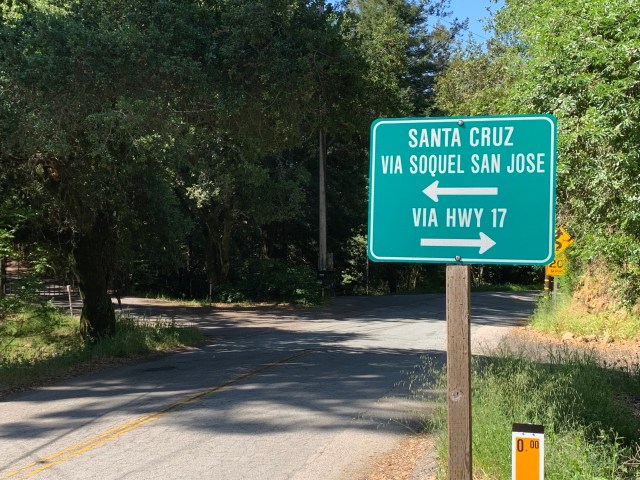 SANTA CRUZ
VIA SOQUEL SAN JOSE
VIA HWY 17
0.00